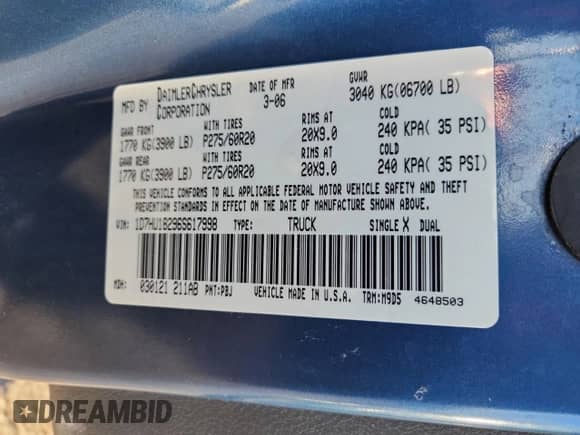 MFD BY DAIMLERCHRYSLER CORPORATION DATE OF MFR 3-06 GVWR 3040 KG(06700 LB)
GAWR FRONT WITH TIRES RIMS AT COLD
1770 KG(3900 LB) P275/60R20 20X9.0 240 KPA( 35 PSI)
GAWR REAR WITH TIRES RIMS AT COLD
1770 KG(3900 LB) P275/60R20 20X9.0 240 KPA( 35 PSI)
THIS VEHICLE CONFORMS TO ALL APPLICABLE FEDERAL MOTOR VEHICLE SAFETY AND THEFT
PREVENTION STANDARDS IN EFFECT ON THE DATE OF MANUFACTURE SHOWN ABOVE.
VIN: 1D7HU18296S617998 TYPE: TRUCK SINGLE X DUAL
MDH: 030121 211AB PNT:PBJ VEHICLE MADE IN U.S.A. TRM:M9D5 4648503
DREAMBID